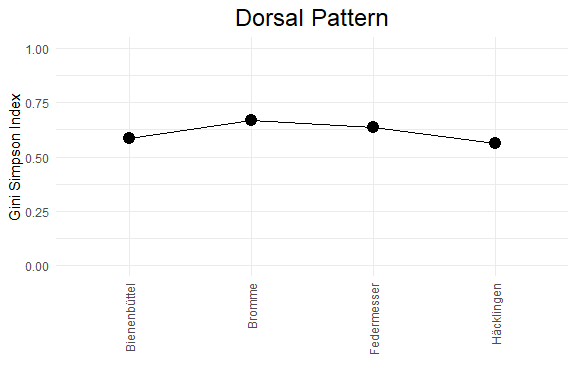 Dorsal Pattern
Gini Simpson Index
1.00
0.75
0.50
0.25
0.00
Bienenbüttel
Bromme
Federmesser
Häcklingen